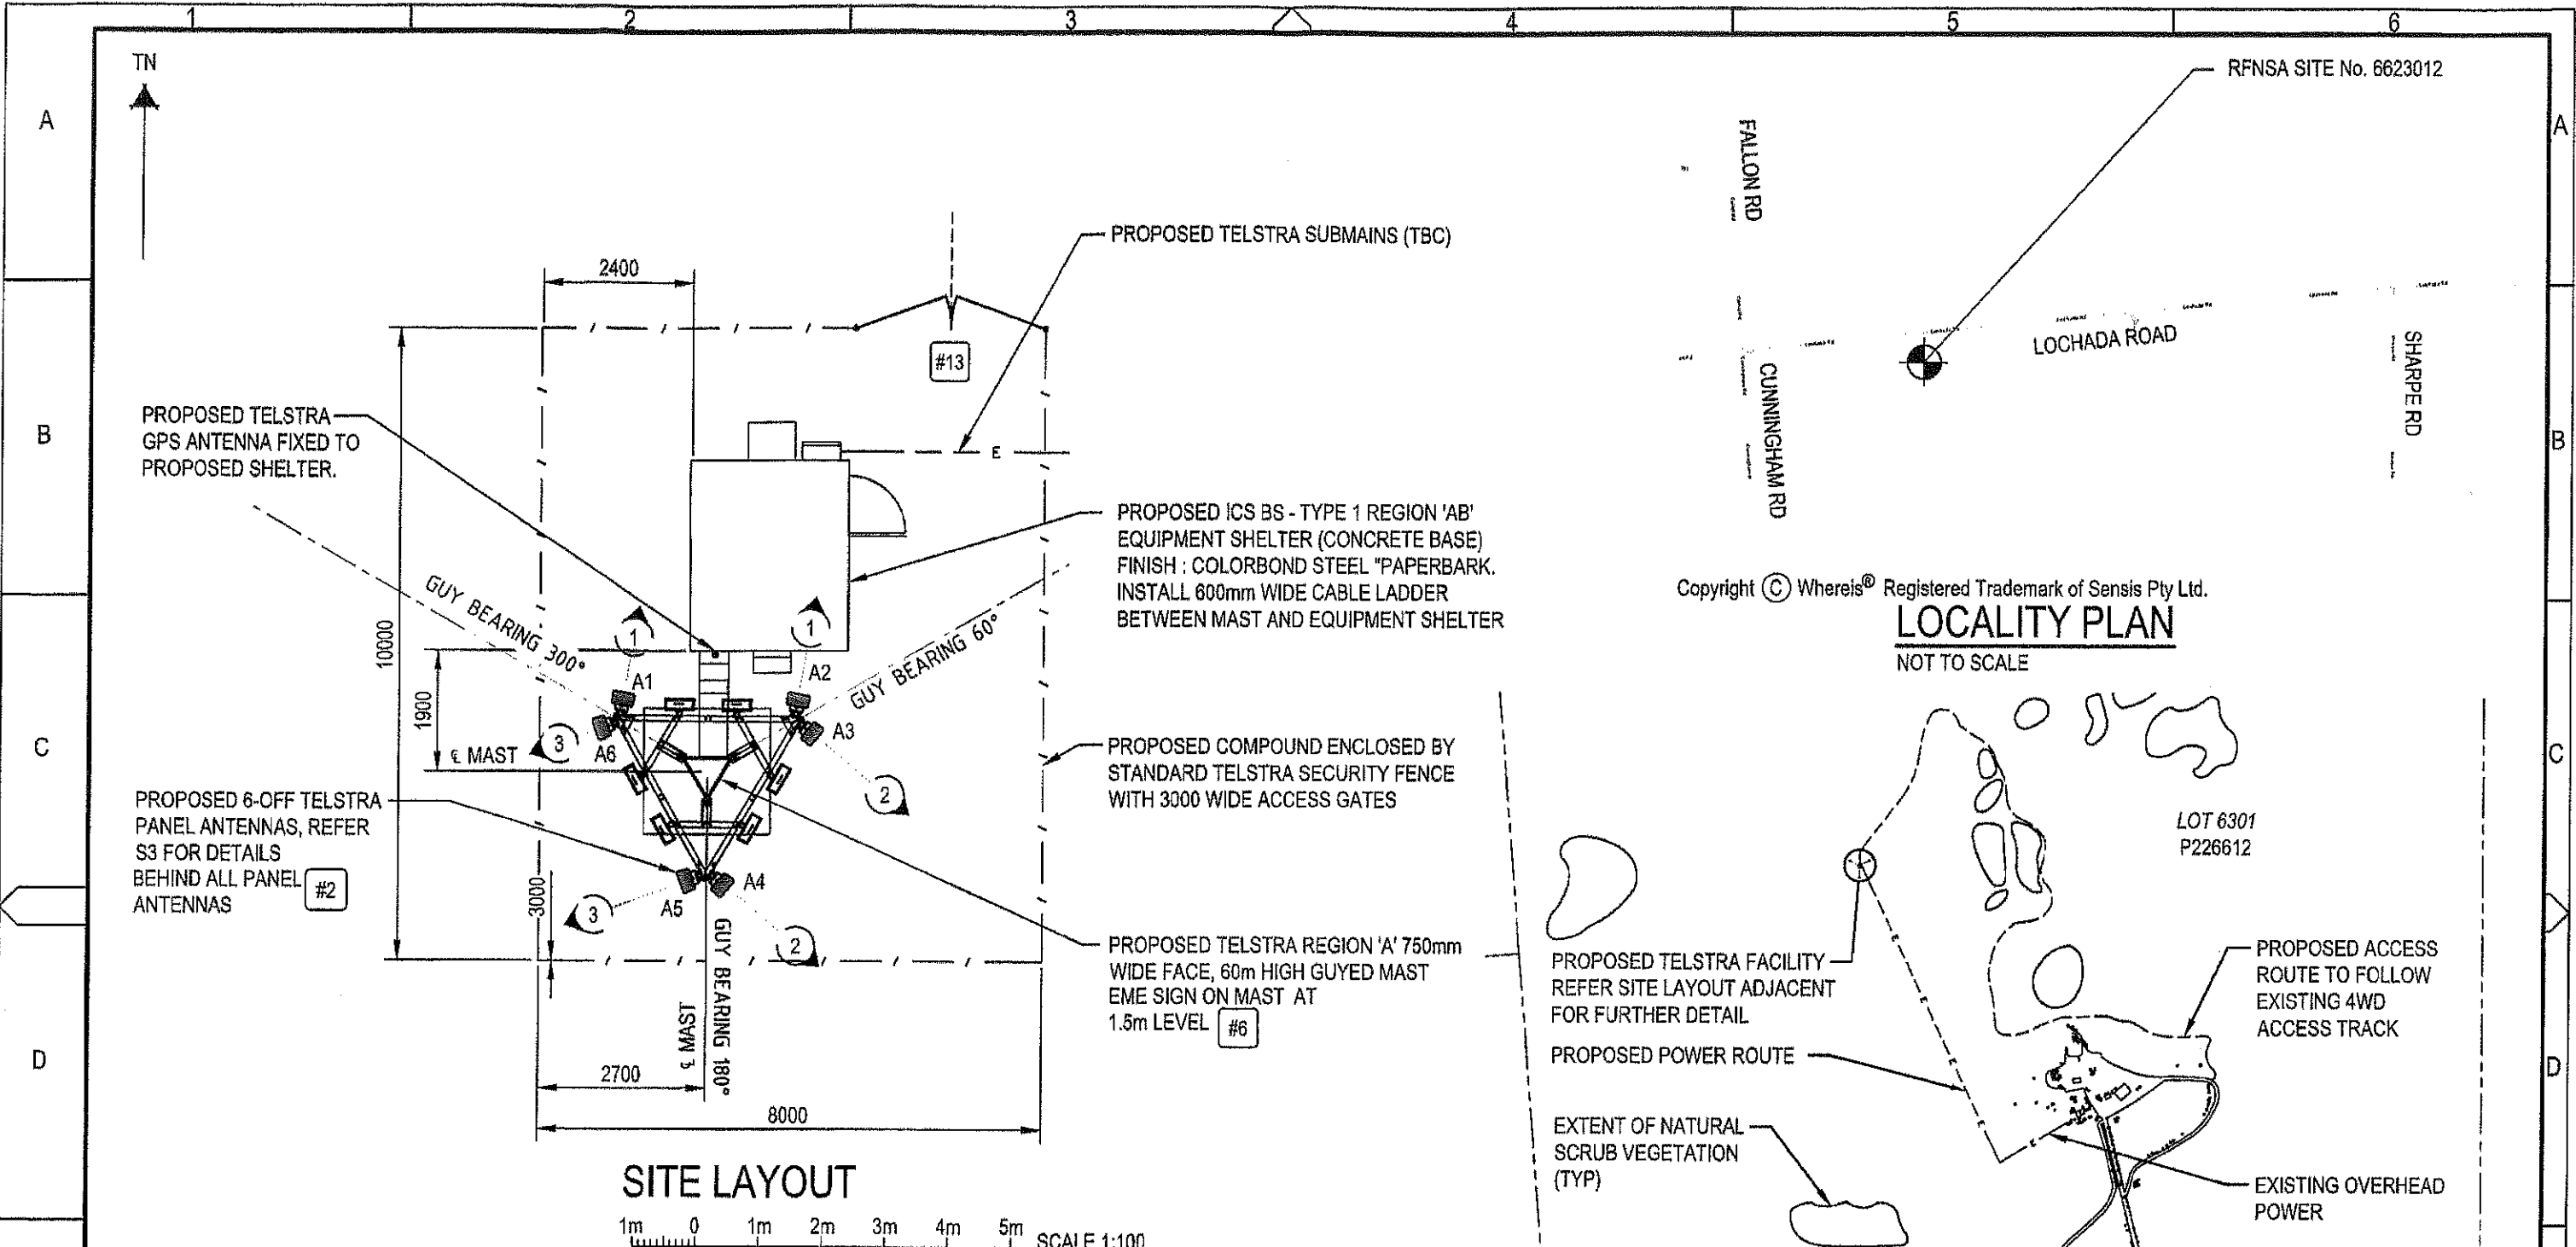 1
2
3
4
5
6
A
B
C
D
A
B
C
D
TN
2400
PROPOSED TELSTRA SUBMAINS (TBC)
#13
10000
PROPOSED TELSTRA
GPS ANTENNA FIXED TO
PROPOSED SHELTER.
E
PROPOSED ICS BS - TYPE 1 REGION 'AB'
EQUIPMENT SHELTER (CONCRETE BASE)
FINISH : COLORBOND STEEL "PAPERBARK.
INSTALL 600mm WIDE CABLE LADDER
BETWEEN MAST AND EQUIPMENT SHELTER
GUY BEARING 300°
GUY BEARING 60°
1
1
A1
A2
1900
3
A6
A3
2
℄ MAST
PROPOSED COMPOUND ENCLOSED BY
STANDARD TELSTRA SECURITY FENCE
WITH 3000 WIDE ACCESS GATES
PROPOSED 6-OFF TELSTRA
PANEL ANTENNAS, REFER
S3 FOR DETAILS
BEHIND ALL PANEL
ANTENNAS
#2
3000
3
A5
A4
2
GUY BEARING 180°
℄ MAST
PROPOSED TELSTRA REGION 'A' 750mm
WIDE FACE, 60m HIGH GUYED MAST
EME SIGN ON MAST AT
1.5m LEVEL
#6
2700
8000
SITE LAYOUT
1m 0 1m 2m 3m 4m 5m
SCALE 1:100
RFNSA SITE No. 6623012
FALLON RD
LOCHADA ROAD
CUNNINGHAM RD
SHARPE RD
Copyright © Whereis® Registered Trademark of Sensis Pty Ltd.
LOCALITY PLAN
NOT TO SCALE
LOT 6301
P226612
PROPOSED TELSTRA FACILITY
REFER SITE LAYOUT ADJACENT
FOR FURTHER DETAIL
PROPOSED POWER ROUTE
PROPOSED ACCESS
ROUTE TO FOLLOW
EXISTING 4WD
ACCESS TRACK
EXTENT OF NATURAL
SCRUB VEGETATION
(TYP)
EXISTING OVERHEAD
POWER